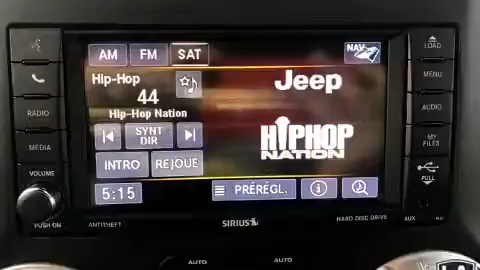 AM FM SAT NAV
LOAD
Hip-Hop
Jeep
MENU
44
Hip-Hop Nation
RADIO
AUDIO
SYNT
DIR
HIPHOP
NATION
MEDIA
MY
FILES
INTRO REJOUE
VOLUME
PULL
5:15 PRÉRÉGL.
PUSH ON ANTITHEFT SIRIUS HARD DISC DRIVE AUX
AUTO AUTO